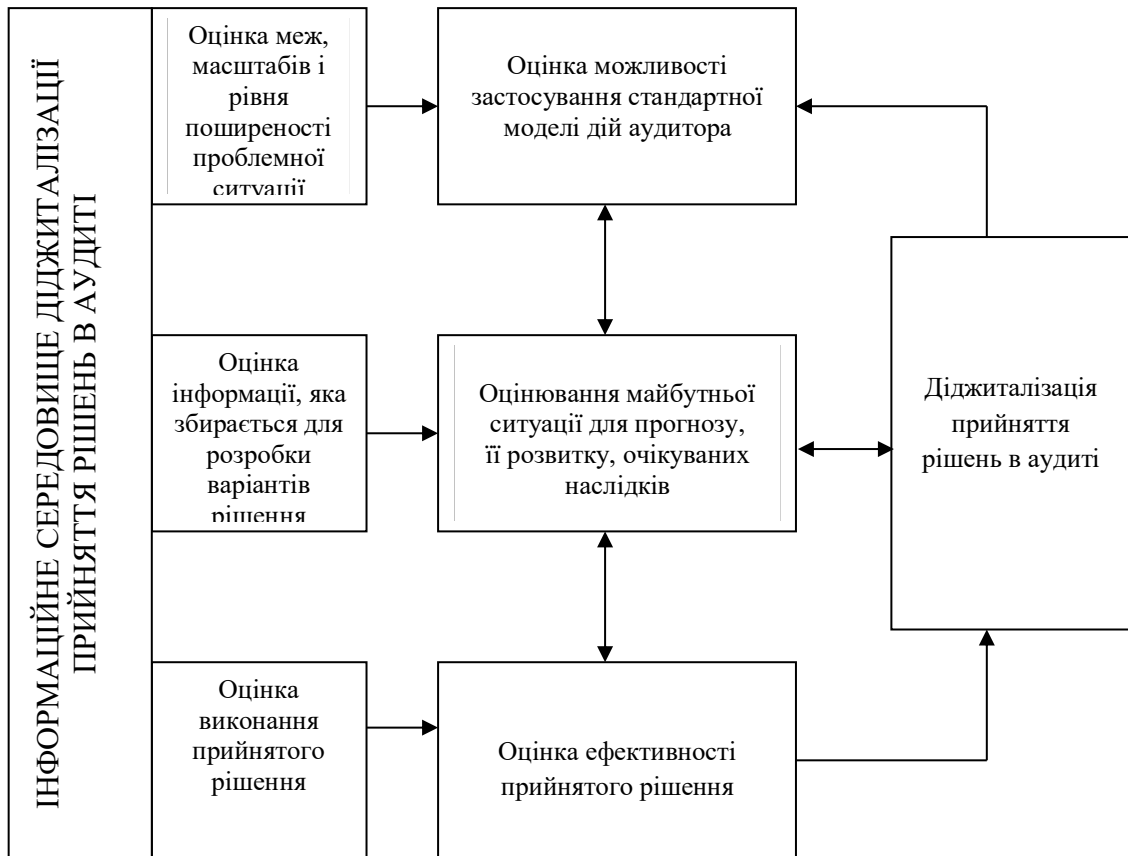 ІНФОРМАЦІЙНЕ СЕРЕДОВИЩЕ ДІДЖИТАЛІЗАЦІЇ
ПРИЙНЯТТЯ РІШЕНЬ В АУДИТІ
Оцінка меж,
масштабів і
рівня
поширеності
проблемної
ситуації
Оцінка можливості
застосування стандартної
моделі дій аудитора
Оцінка
інформації, яка
збирається для
розробки
варіантів
рішення
Оцінювання майбутньої
ситуації для прогнозу,
її розвитку, очікуваних
наслідків
Діджиталізація
прийняття
рішень в аудиті
Оцінка
виконання
прийнятого
рішення
Оцінка ефективності
прийнятого рішення